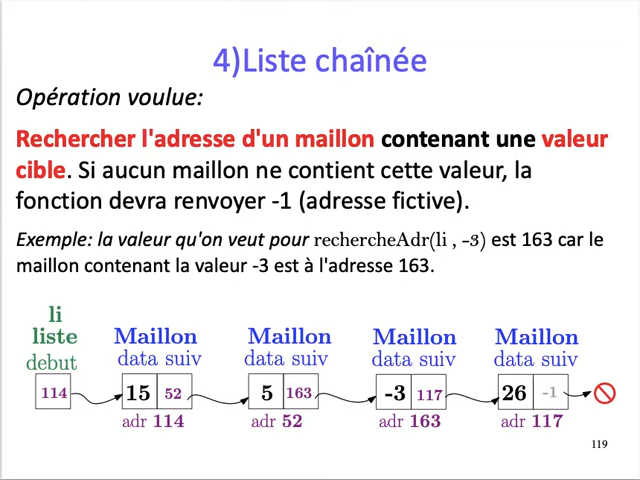 4)Liste chaînée
Opération voulue:
Rechercher l'adresse d'un maillon contenant une valeur
cible. Si aucun maillon ne contient cette valeur, la
fonction devra renvoyer -1 (adresse fictive).
Exemple: la valeur qu'on veut pour rechercheAdr(li , -3) est 163 car le
maillon contenant la valeur -3 est à l'adresse 163.
li
liste Maillon Maillon Maillon Maillon
debut data suiv data suiv data suiv data suiv
114 15 52 5 163 -3 117 26 -1
adr 114 adr 52 adr 163 adr 117
119